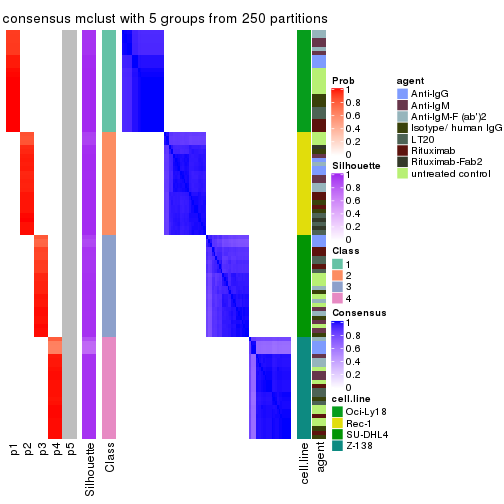 consensus mclust with 5 groups from 250 partitions
Prob
1
0.8
0.6
0.4
0.2
0
Silhouette
1
0.8
0.6
0.4
0.2
0
Class
1
2
3
4
Consensus
1
0.8
0.6
0.4
0.2
0
cell.line
Oci-Ly18
Rec-1
SU-DHL4
Z-138
agent
Anti-IgG
Anti-IgM
Anti-IgM-F (ab')2
Isotype/ human IgG
LT20
Rituximab
Rituximab-Fab2
untreated control
p1
p2
p3
p4
p5
Silhouette
Class
cell.line
agent